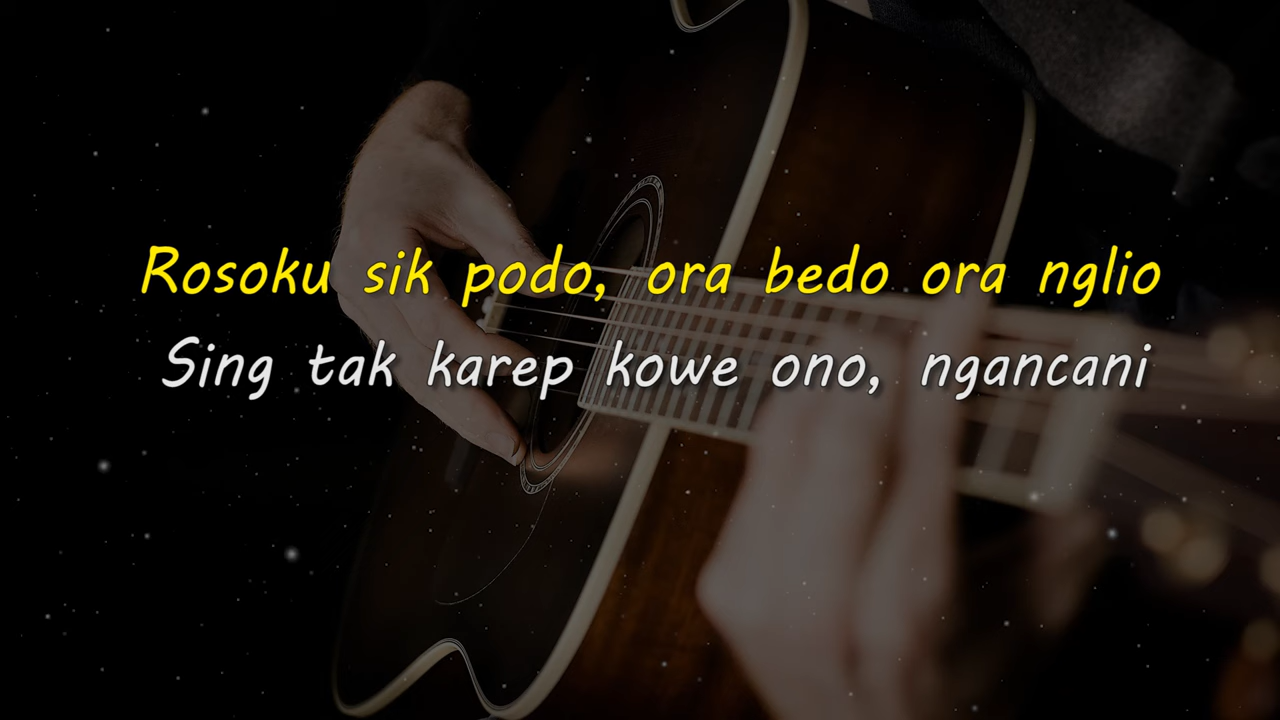 Rosoku sik podo, ora bedo ora nglio
Sing tak karep kowe ono, ngancani